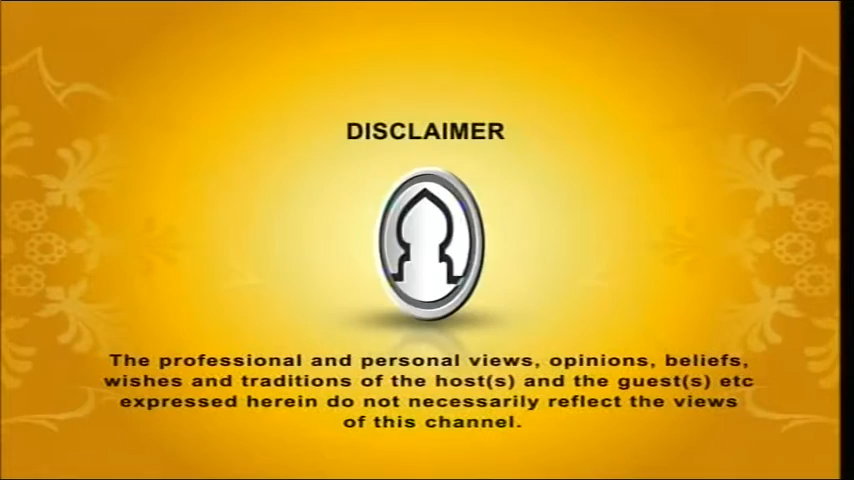 DISCLAIMER
The professional and personal views, opinions, beliefs,
wishes and traditions of the host(s) and the guest(s) etc
expressed herein do not necessarily reflect the views
of this channel.